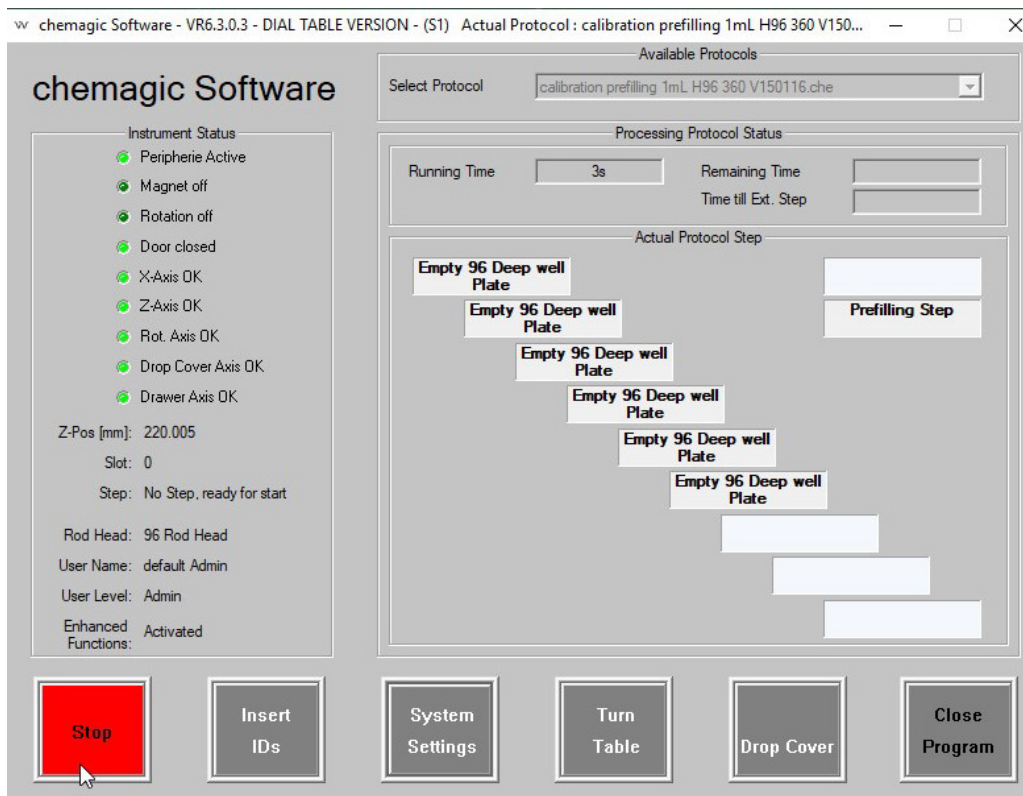 chemagic Software - VR6.3.0.3 - DIAL TABLE VERSION - (S1) Actual Protocol : calibration prefilling 1mL H96 360 V150...
chemagic Software
Available Protocols
Select Protocol
calibration prefilling 1mL H96 360 V150116.che
Instrument Status
Peripherie Active
Magnet off
Rotation off
Door closed
X-Axis OK
Z-Axis OK
Rot. Axis OK
Drop Cover Axis OK
Drawer Axis OK
Z-Pos [mm]: 220.005
Slot: 0
Step: No Step, ready for start
Rod Head: 96 Rod Head
User Name: default Admin
User Level: Admin
Enhanced
Functions: Activated
Processing Protocol Status
Running Time 3s
Remaining Time
Time till Ext. Step
Actual Protocol Step
Empty 96 Deep well
Plate
Empty 96 Deep well
Plate
Prefilling Step
Empty 96 Deep well
Plate
Empty 96 Deep well
Plate
Empty 96 Deep well
Plate
Empty 96 Deep well
Plate
Stop
Insert
IDs
System
Settings
Turn
Table
Drop Cover
Close
Program